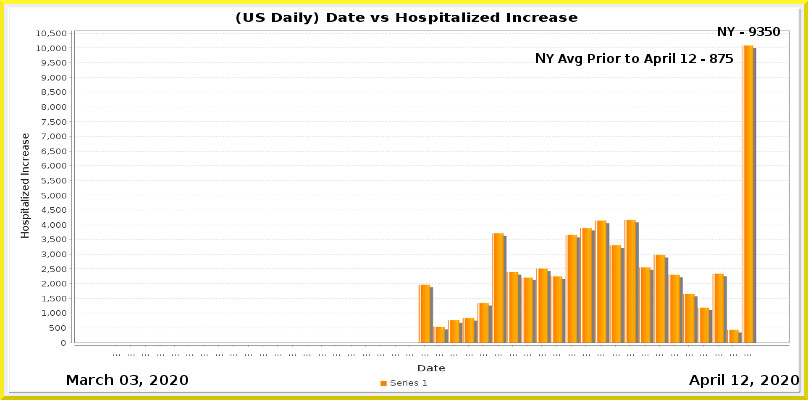 (US Daily) Date vs Hospitalized Increase
NY - 9350
NY Avg Prior to April 12 - 875
10,500
10,000
9,500
9,000
8,500
8,000
7,500
7,000
6,500
6,000
5,500
5,000
4,500
4,000
3,500
3,000
2,500
2,000
1,500
1,000
500
0
Hospitalized Increase
... ... ... ... ... ... ... ... ... ... ... ... ... ... ... ... ... ... ... ... ... ... ... ... ... ... ... ... ... ... ... ... ... ... ... ... ... ... ... ... ... ... ... ...
Date
March 03, 2020
April 12, 2020
Series 1